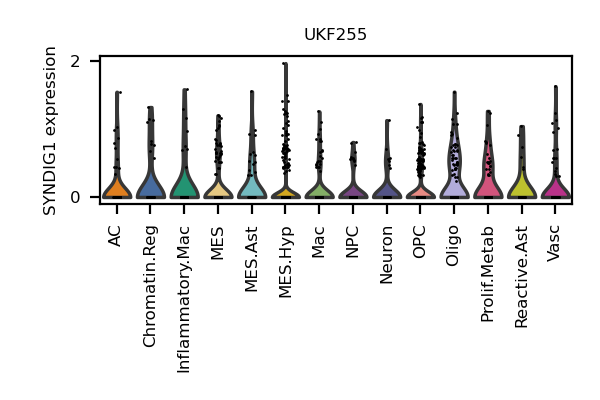 UKF255
SYNDIG1 expression
2
0
AC
Chromatin.Reg
Inflammatory.Mac
MES
MES.Ast
MES.Hyp
Mac
NPC
Neuron
OPC
Oligo
Prolif.Metab
Reactive.Ast
Vasc